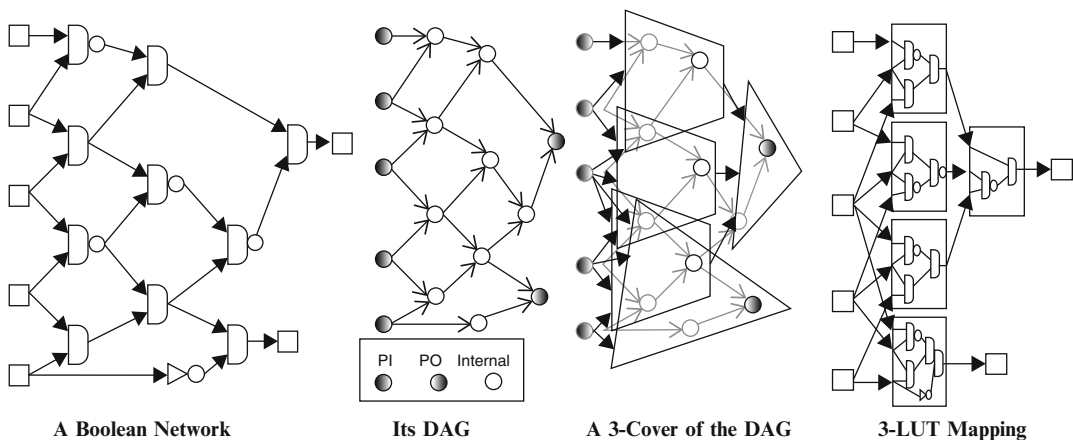 PI PO Internal
A Boolean Network
Its DAG
A 3-Cover of the DAG
3-LUT Mapping